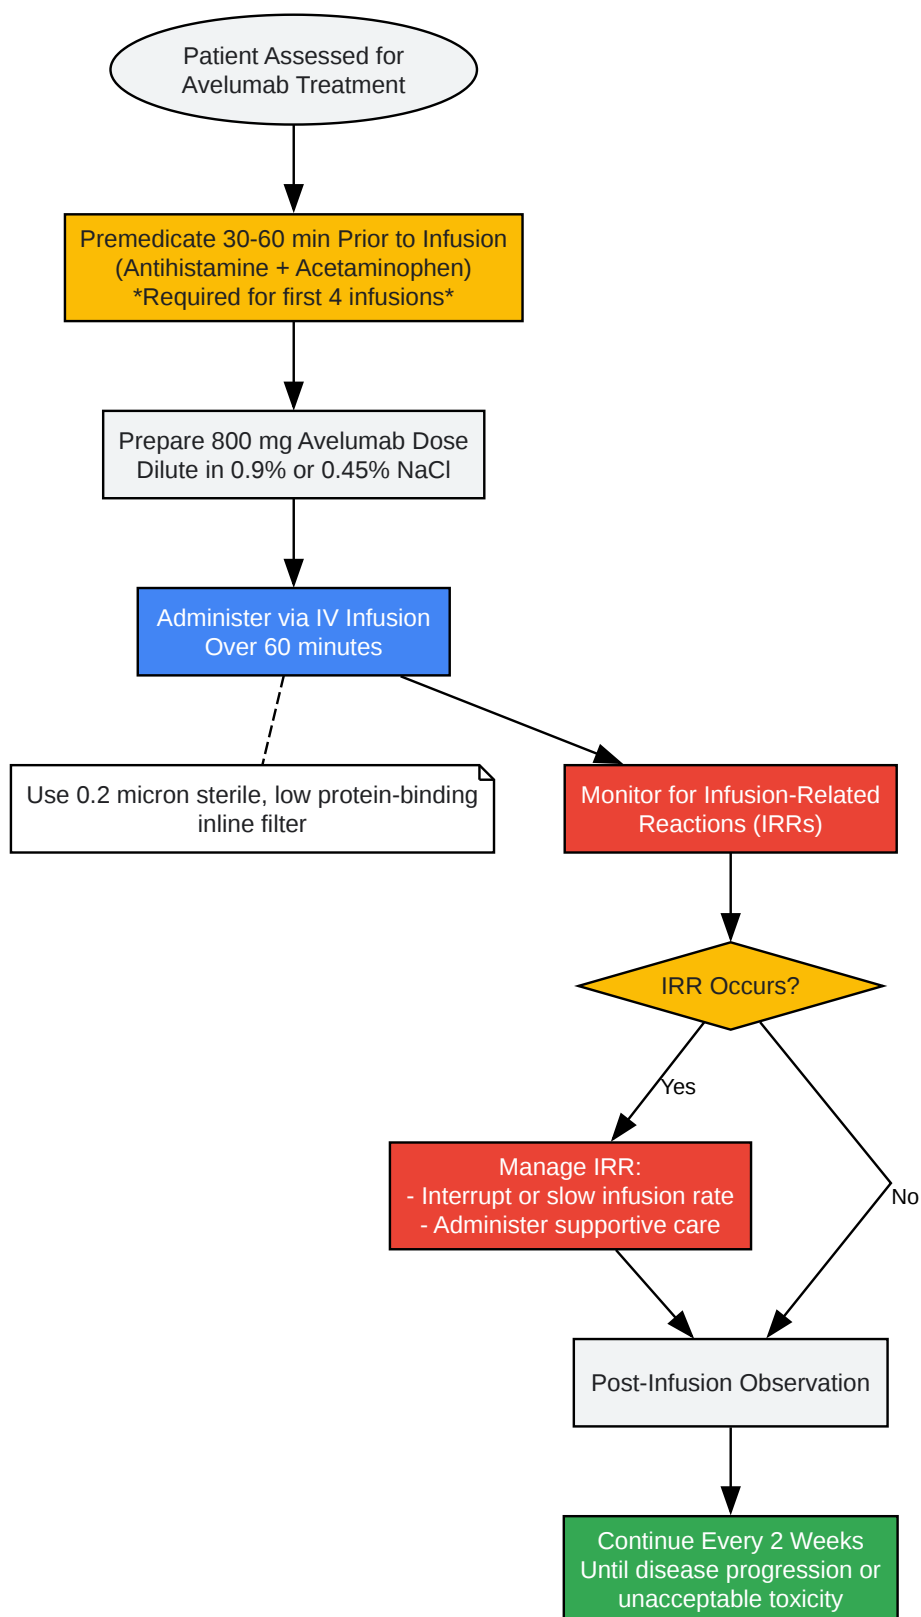 Patient Assessed for
Avelumab Treatment
Premedicate 30-60 min Prior to Infusion
(Antihistamine + Acetaminophen)
*Required for first 4 infusions*
Prepare 800 mg Avelumab Dose
Dilute in 0.9% or 0.45% NaCl
Administer via IV Infusion
Over 60 minutes
Use 0.2 micron sterile, low protein-binding
inline filter
Monitor for Infusion-Related
Reactions (IRRs)
IRR Occurs?
Yes
No
Manage IRR:
- Interrupt or slow infusion rate
- Administer supportive care
Post-Infusion Observation
Continue Every 2 Weeks
Until disease progression or
unacceptable toxicity